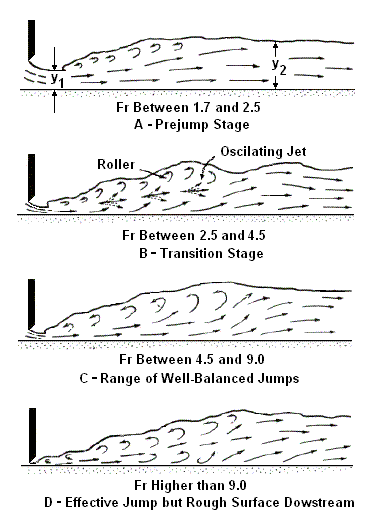 y1
y2
Fr Between 1.7 and 2.5
A - Prejump Stage
Roller
Oscilating Jet
Fr Between 2.5 and 4.5
B - Transition Stage
Fr Between 4.5 and 9.0
C - Range of Well-Balanced Jumps
Fr Higher than 9.0
D - Effective Jump but Rough Surface Dowstream